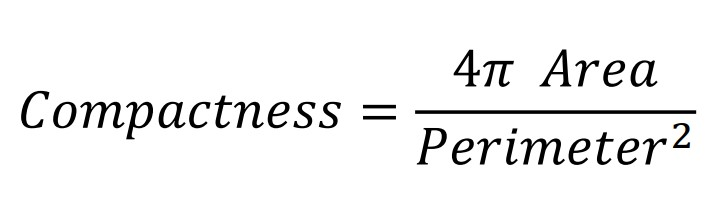 Compactness = 4π Area
Perimeter²